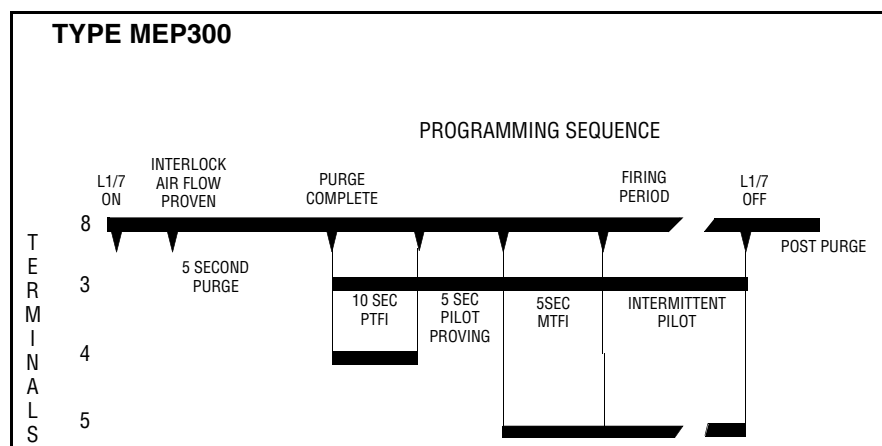 TYPE MEP300
PROGRAMMING SEQUENCE
L1/7
ON
INTERLOCK
AIR FLOW
PROVEN
PURGE
COMPLETE
FIRING
PERIOD
L1/7
OFF
8
POST PURGE
5 SECOND
PURGE
3
10 SEC
PTFI
5 SEC
PILOT
PROVING
5SEC
MTFI
INTERMITTENT
PILOT
4
5
TERMINALS